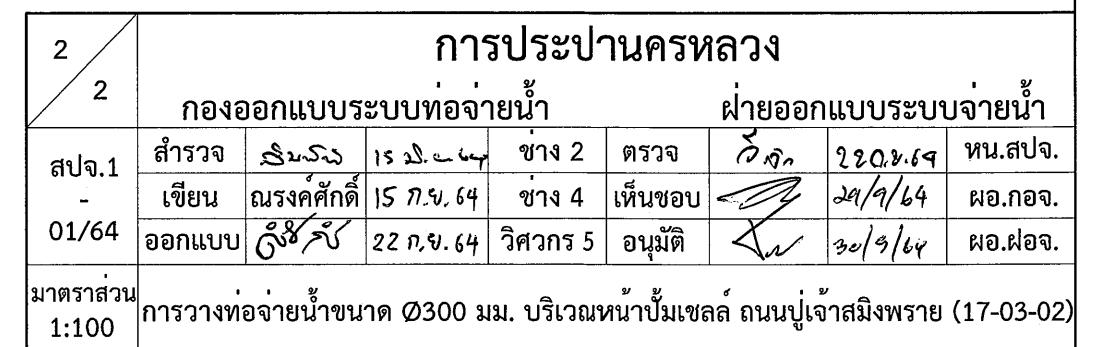 2/2
การประปานครหลวง
กองออกแบบระบบท่อจ่ายน้ำ ฝ่ายออกแบบระบบจ่ายน้ำ
สปจ.1 - 01/64
สำรวจ 15 ช่าง 2 ตรวจ หน.สปจ.
เขียน ณรงค์ศักดิ์ 15 ก.ย. 64 ช่าง 4 เห็นชอบ 29/9/64 ผอ.กอจ.
ออกแบบ 22 ก.ย. 64 วิศวกร 5 อนุมัติ 30/9/64 ผอ.ฝอจ.
มาตราส่วน 1:100
การวางท่อจ่ายน้ำขนาด Ø300 มม. บริเวณหน้าปั้มเชลล์ ถนนปู่เจ้าสมิงพราย (17-03-02)